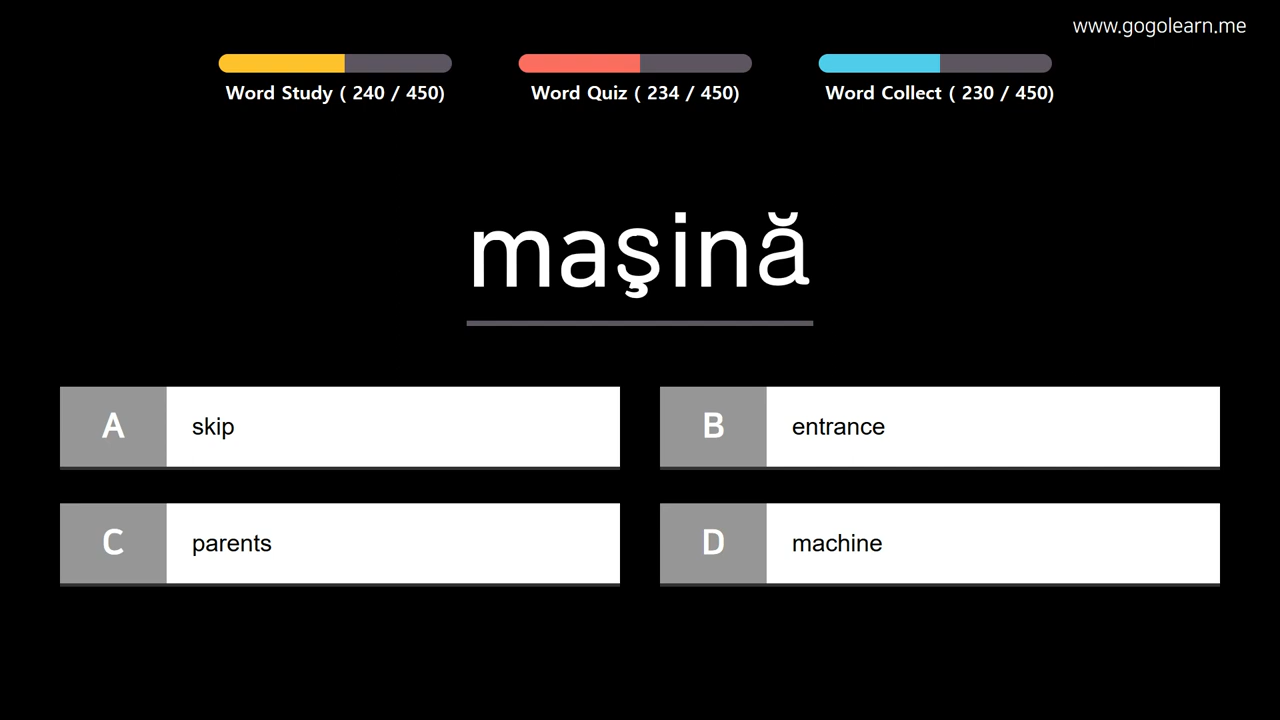 www.gogolearn.me
Word Study ( 240 / 450)
Word Quiz ( 234 / 450)
Word Collect ( 230 / 450)
maşină
A skip
B entrance
C parents
D machine